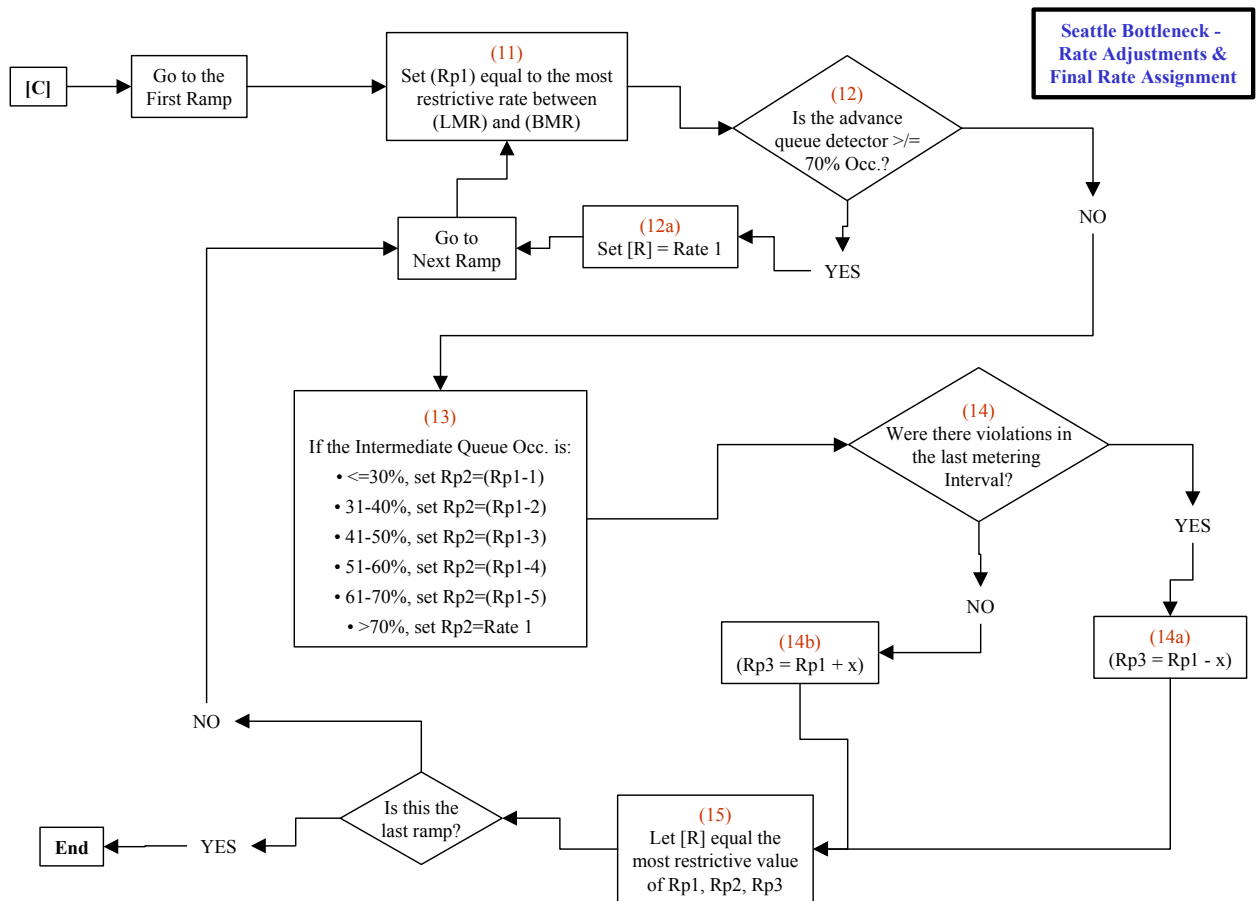 Seattle Bottleneck -
Rate Adjustments &
Final Rate Assignment
[C]
Go to the
First Ramp
(11)
Set (Rp1) equal to the most
restrictive rate between
(LMR) and (BMR)
(12)
Is the advance
queue detector >/=
70% Occ.?
NO
YES
(12a)
Set [R] = Rate 1
Go to
Next Ramp
(13)
If the Intermediate Queue Occ. is:
• <=30%, set Rp2=(Rp1-1)
• 31-40%, set Rp2=(Rp1-2)
• 41-50%, set Rp2=(Rp1-3)
• 51-60%, set Rp2=(Rp1-4)
• 61-70%, set Rp2=(Rp1-5)
• >70%, set Rp2=Rate 1
(14)
Were there violations in
the last metering
Interval?
YES
NO
(14b)
(Rp3 = Rp1 + x)
(14a)
(Rp3 = Rp1 - x)
(15)
Let [R] equal the
most restrictive value
of Rp1, Rp2, Rp3
Is this the
last ramp?
NO
YES
End